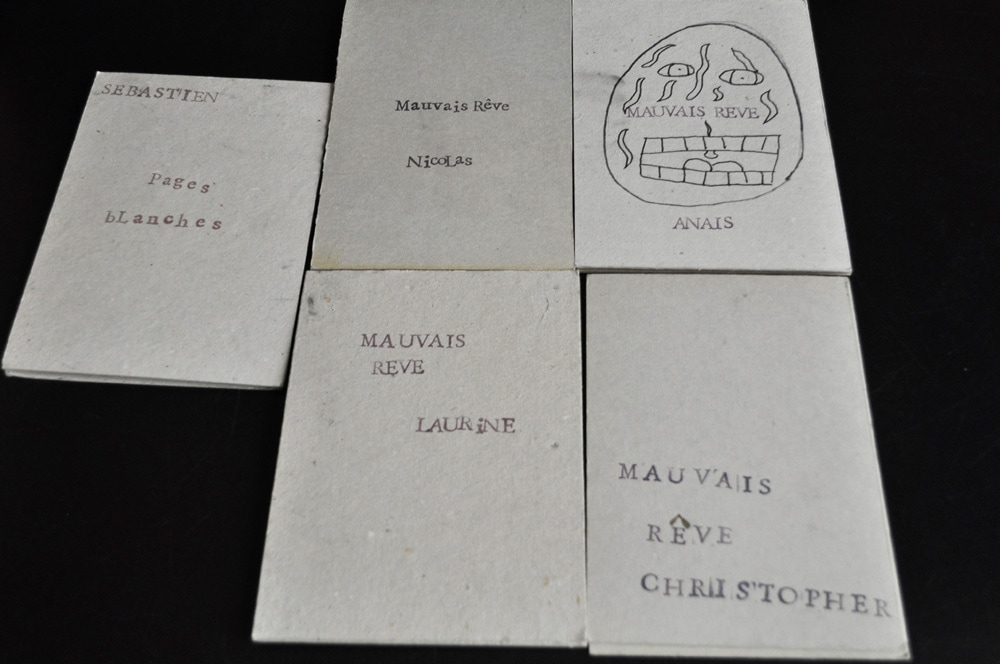 SEBASTIEN
Pages
bLanches
Mauvais Rêve
NicoLas
MAUVAIS REVE
ANAIS
MAUVAIS
REVE
LAURiNE
MAUVAIS
RÊVE
CHRISTOPHER